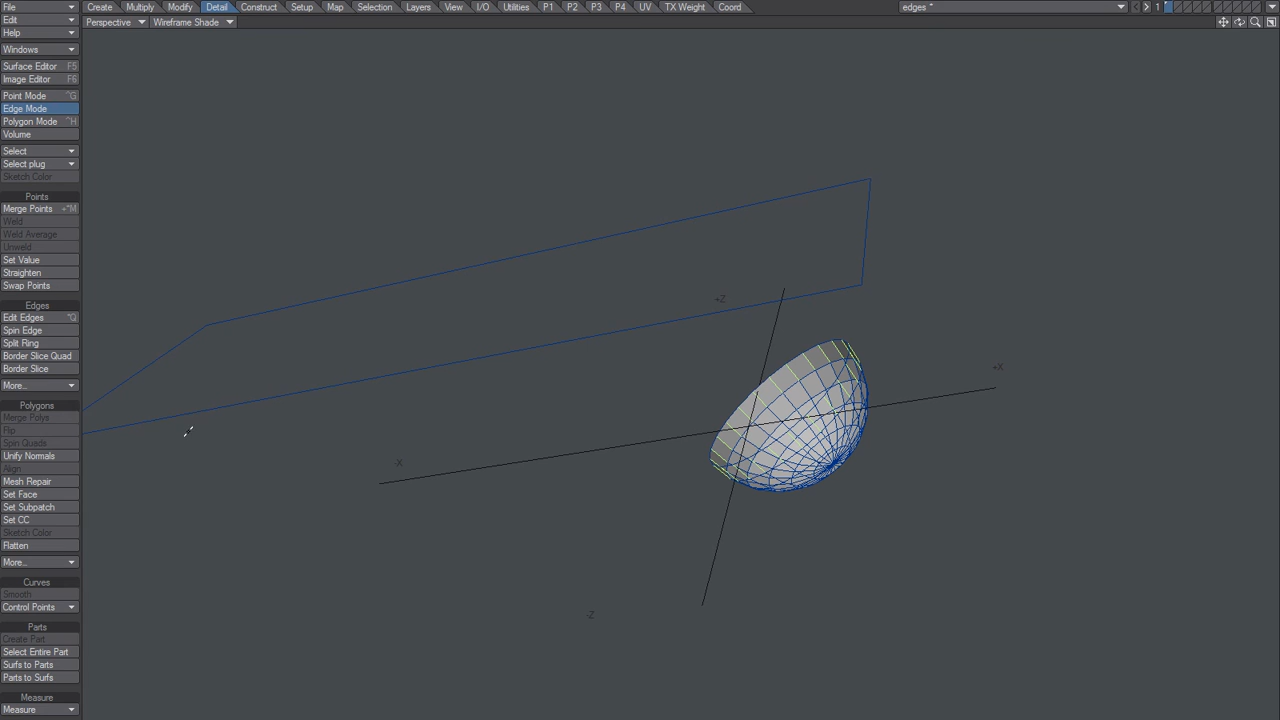 File Create Multiply Modify Detail Construct Setup Map Selection Layers View I/O Utilities P1 P2 P3 P4 UV TX Weight Coord edges * 1
Edit Perspective Wireframe Shade
Help
Windows
Surface Editor F5
Image Editor F6
Point Mode ^G
Edge Mode
Polygon Mode ^H
Volume
Select
Select plug
Sketch Color
Points
Merge Points +^M
Weld
Weld Average
Unweld
Set Value
Straighten
Swap Points
Edges
Edit Edges ^Q
Spin Edge
Split Ring
Border Slice Quad
Border Slice
More...
Polygons
Merge Polys
Flip
Spin Quads
Unify Normals
Align
Mesh Repair
Set Face
Set Subpatch
Set CC
Sketch Color
Flatten
More...
Curves
Smooth
Control Points
Parts
Create Part
Select Entire Part
Surfs to Parts
Parts to Surfs
Measure
Measure
+Z
+X
-X
-Z